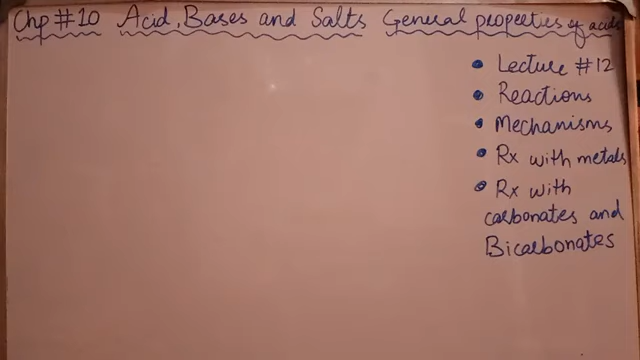 Chp #10 Acid, Bases and Salts General properties of acids
• Lecture #12
• Reactions
• Mechanisms
• Rx with metals
• Rx with
carbonates and
Bicarbonates